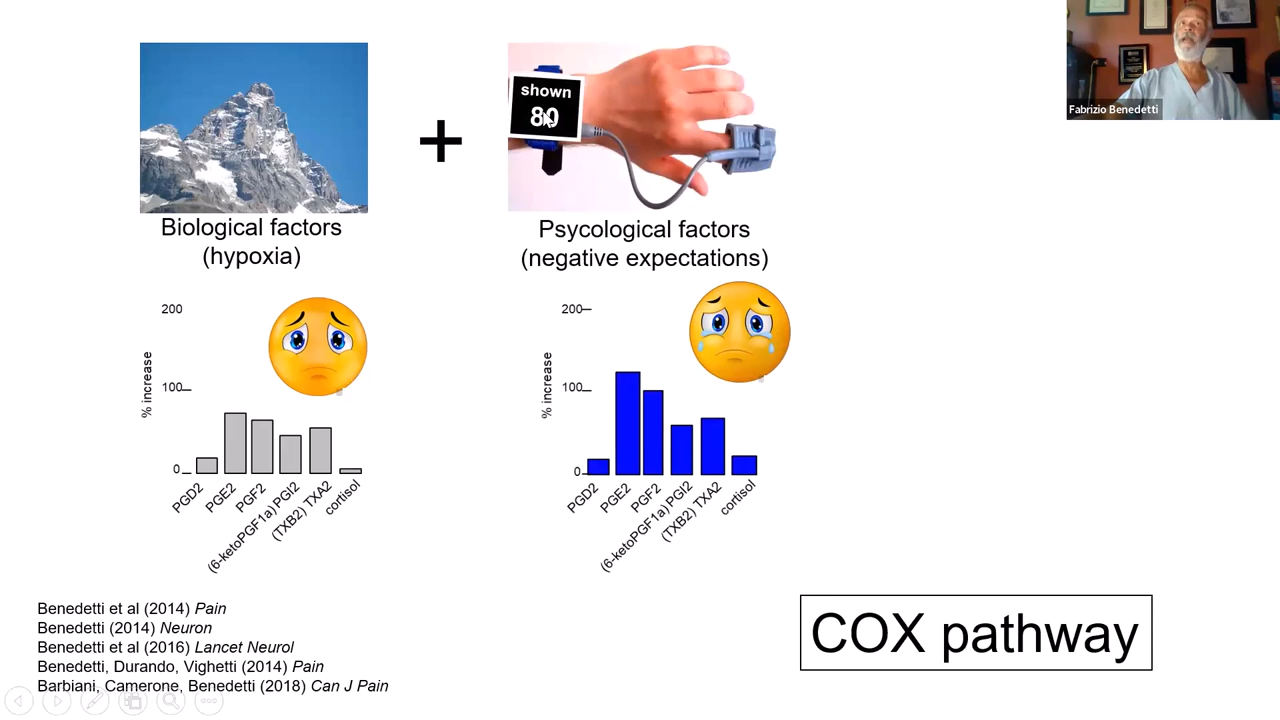 Fabrizio Benedetti
shown
80
+
Biological factors
(hypoxia)
Psycological factors
(negative expectations)
200
100
0
% increase
PGD2
PGE2
PGF2
(6-ketoPGF1a) PGI2
(TXB2) TXA2
cortisol
200
100
0
% increase
PGD2
PGE2
PGF2
(6-ketoPGF1a) PGI2
(TXB2) TXA2
cortisol
Benedetti et al (2014) Pain
Benedetti (2014) Neuron
Benedetti et al (2016) Lancet Neurol
Benedetti, Durando, Vighetti (2014) Pain
Barbiani, Camerone, Benedetti (2018) Can J Pain
COX pathway